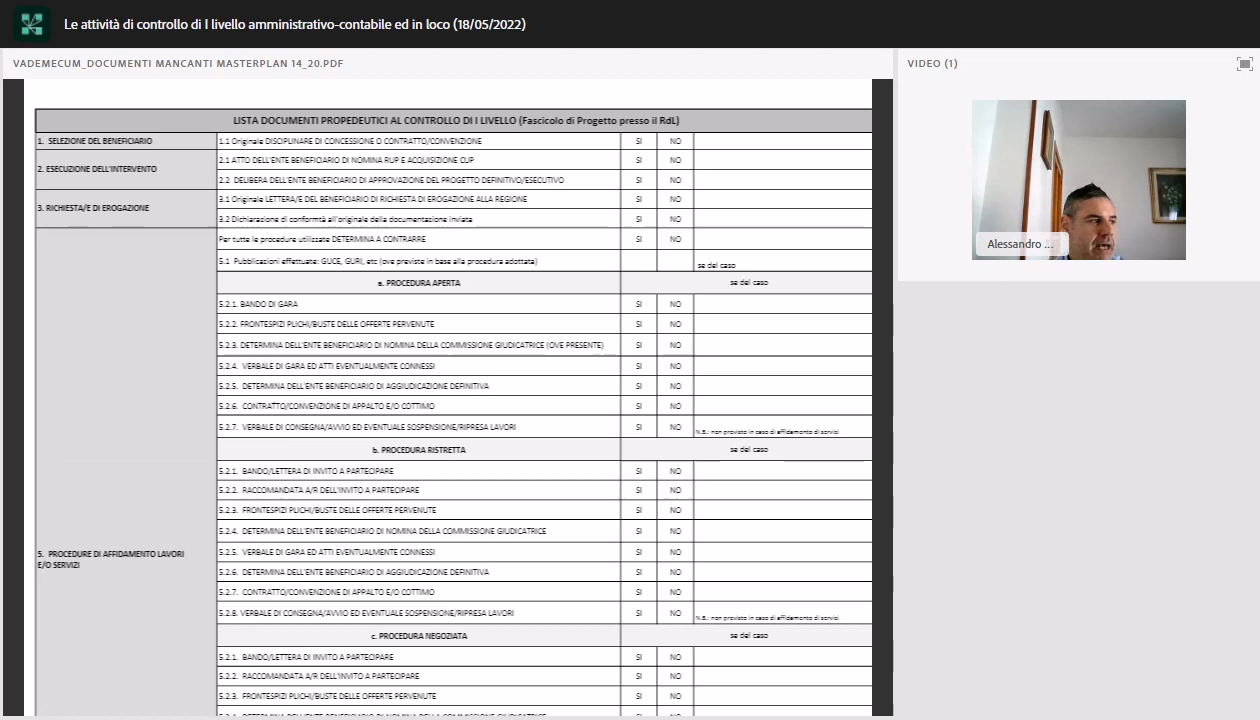 Le attività di controllo di I livello amministrativo-contabile ed in loco (18/05/2022)
VADEMECUM_DOCUMENTI MANCANTI MASTERPLAN 14_20.PDF
VIDEO (1)
Alessandro ...
LISTA DOCUMENTI PROPEDEUTICI AL CONTROLLO DI I LIVELLO (Fascicolo di Progetto presso il RdL)
1. SELEZIONE DEL BENEFICIARIO
1.1 Originale DISCIPLINARE DI CONCESSIONE O CONTRATTO/CONVENZIONE SI NO
2. ESECUZIONE DELL'INTERVENTO
2.1 ATTO DELL'ENTE BENEFICIARIO DI NOMINA RUP E ACQUISIZIONE CUP SI NO
2.2 DELIBERA DELL'ENTE BENEFICIARIO DI APPROVAZIONE DEL PROGETTO DEFINITIVO/ESECUTIVO SI NO
3. RICHIESTA/E DI EROGAZIONE
3.1 Originale LETTERA/E DEL BENEFICIARIO DI RICHIESTA DI EROGAZIONE ALLA REGIONE SI NO
3.2 Dichiarazione di conformtà all'originale della documentazione inviata SI NO
5. PROCEDURE DI AFFIDAMENTO LAVORI
E/O SERVIZI
Per tutte le procedure utilizzate DETERMINA A CONTRARRE SI NO
5.1 Pubblicazioni effettuate: GUCE, GURI, etc (ove previste in base alla procedura adottata) se del caso
a. PROCEDURA APERTA se del caso
5.2.1. BANDO DI GARA SI NO
5.2.2. FRONTESPIZI PLICHI/BUSTE DELLE OFFERTE PERVENUTE SI NO
5.2.3. DETERMINA DELL'ENTE BENEFICIARIO DI NOMINA DELLA COMMISSIONE GIUDICATRICE (OVE PRESENTE) SI NO
5.2.4. VERBALE DI GARA ED ATTI EVENTUALMENTE CONNESSI SI NO
5.2.5. DETERMINA DELL'ENTE BENEFICIARIO DI AGGIUDICAZIONE DEFINITIVA SI NO
5.2.6. CONTRATTO/CONVENZIONE DI APPALTO E/O COTTIMO SI NO
5.2.7. VERBALE DI CONSEGNA/AVVIO ED EVENTUALE SOSPENSIONE/RIPRESA LAVORI SI NO N.B.: non previsto in caso di affidamento di servizi
b. PROCEDURA RISTRETTA se del caso
5.2.1. BANDO/LETTERA DI INVITO A PARTECIPARE SI NO
5.2.2. RACCOMANDATA A/R DELL'INVITO A PARTECIPARE SI NO
5.2.3. FRONTESPIZI PLICHI/BUSTE DELLE OFFERTE PERVENUTE SI NO
5.2.4. DETERMINA DELL'ENTE BENEFICIARIO DI NOMINA DELLA COMMISSIONE GIUDICATRICE SI NO
5.2.5. VERBALE DI GARA ED ATTI EVENTUALMENTE CONNESSI SI NO
5.2.6. DETERMINA DELL'ENTE BENEFICIARIO DI AGGIUDICAZIONE DEFINITIVA SI NO
5.2.7. CONTRATTO/CONVENZIONE DI APPALTO E/O COTTIMO SI NO
5.2.8. VERBALE DI CONSEGNA/AVVIO ED EVENTUALE SOSPENSIONE/RIPRESA LAVORI SI NO N.B.: non previsto in caso di affidamento di servizi
c. PROCEDURA NEGOZIATA se del caso
5.2.1. BANDO/LETTERA DI INVITO A PARTECIPARE SI NO
5.2.2. RACCOMANDATA A/R DELL'INVITO A PARTECIPARE SI NO
5.2.3. FRONTESPIZI PLICHI/BUSTE DELLE OFFERTE PERVENUTE SI NO